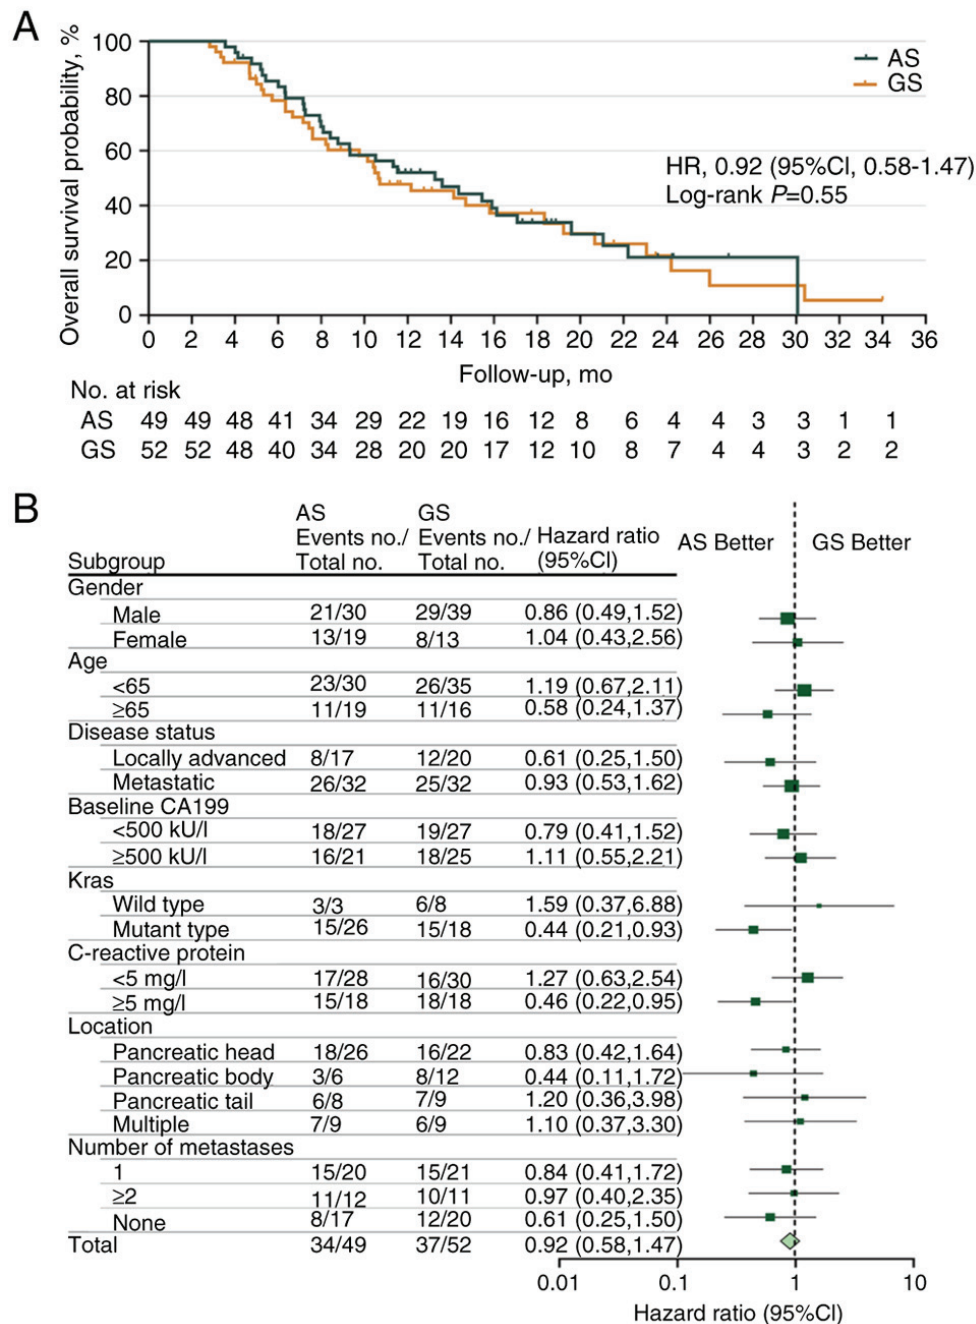 A
Overall survival probability, %
100
80
60
40
20
0
AS
GS
HR, 0.92 (95%CI, 0.58-1.47)
Log-rank P=0.55
0 2 4 6 8 10 12 14 16 18 20 22 24 26 28 30 32 34 36
Follow-up, mo
No. at risk
AS 49 49 48 41 34 29 22 19 16 12 8 6 4 4 3 3 1 1
GS 52 52 48 40 34 28 20 20 17 12 10 8 7 4 4 3 2 2
B
AS GS
Events no./ Events no./ Hazard ratio AS Better GS Better
Subgroup Total no. Total no. (95%CI)
Gender
Male 21/30 29/39 0.86 (0.49,1.52)
Female 13/19 8/13 1.04 (0.43,2.56)
Age
<65 23/30 26/35 1.19 (0.67,2.11)
≥65 11/19 11/16 0.58 (0.24,1.37)
Disease status
Locally advanced 8/17 12/20 0.61 (0.25,1.50)
Metastatic 26/32 25/32 0.93 (0.53,1.62)
Baseline CA199
<500 kU/l 18/27 19/27 0.79 (0.41,1.52)
≥500 kU/l 16/21 18/25 1.11 (0.55,2.21)
Kras
Wild type 3/3 6/8 1.59 (0.37,6.88)
Mutant type 15/26 15/18 0.44 (0.21,0.93)
C-reactive protein
<5 mg/l 17/28 16/30 1.27 (0.63,2.54)
≥5 mg/l 15/18 18/18 0.46 (0.22,0.95)
Location
Pancreatic head 18/26 16/22 0.83 (0.42,1.64)
Pancreatic body 3/6 8/12 0.44 (0.11,1.72)
Pancreatic tail 6/8 7/9 1.20 (0.36,3.98)
Multiple 7/9 6/9 1.10 (0.37,3.30)
Number of metastases
1 15/20 15/21 0.84 (0.41,1.72)
≥2 11/12 10/11 0.97 (0.40,2.35)
None 8/17 12/20 0.61 (0.25,1.50)
Total 34/49 37/52 0.92 (0.58,1.47)
0.01 0.1 1 10
Hazard ratio (95%CI)